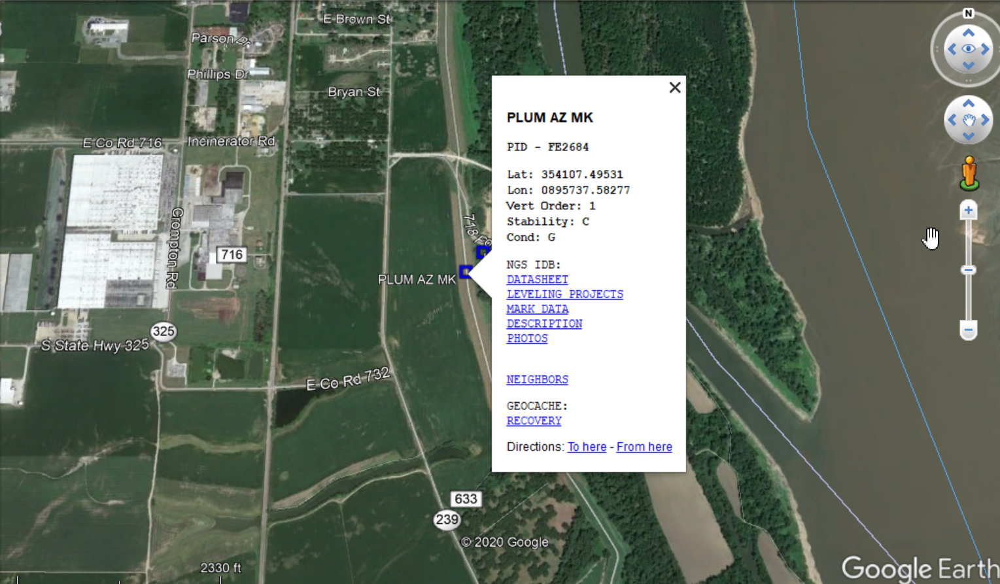 E Brown St
Parson Dr
Phillips Dr
Bryan St
E Co Rd 716
Incinerator Rd
Crompton Rd
716
718
PLUM AZ MK
325
S State Hwy 325
E Co Rd 732
633
239
© 2020 Google
2330 ft
PLUM AZ MK
PID - FE2684
Lat: 354107.49531
Lon: 0895737.58277
Vert Order: 1
Stability: C
Cond: G
NGS IDB:
DATASHEET
LEVELING PROJECTS
MARK DATA
DESCRIPTION
PHOTOS
NEIGHBORS
GEOCACHE:
RECOVERY
Directions: To here - From here
N
Google Earth